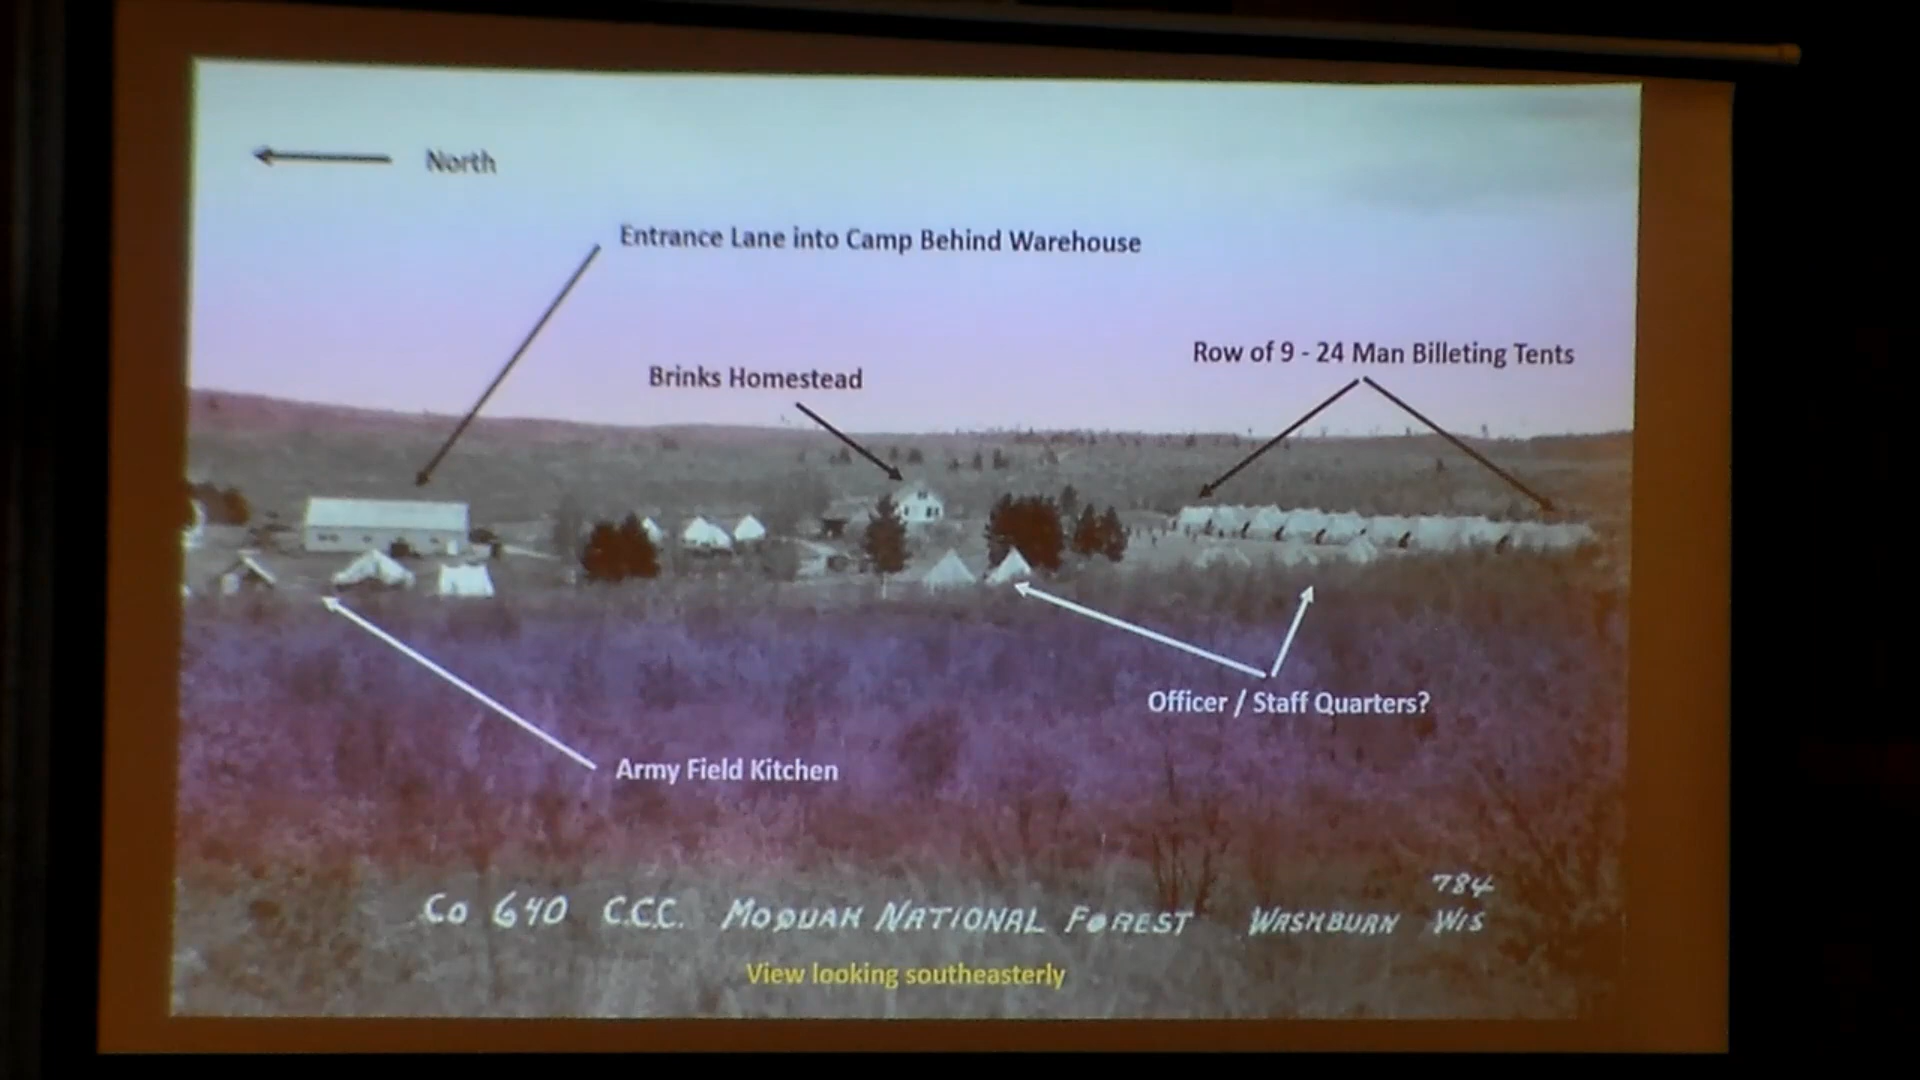 North
Entrance Lane into Camp Behind Warehouse
Row of 9 - 24 Man Billeting Tents
Brinks Homestead
Officer / Staff Quarters?
Army Field Kitchen
784
Co 640 C.C.C. MOQUAH NATIONAL FOREST WASHBURN WIS
View looking southeasterly